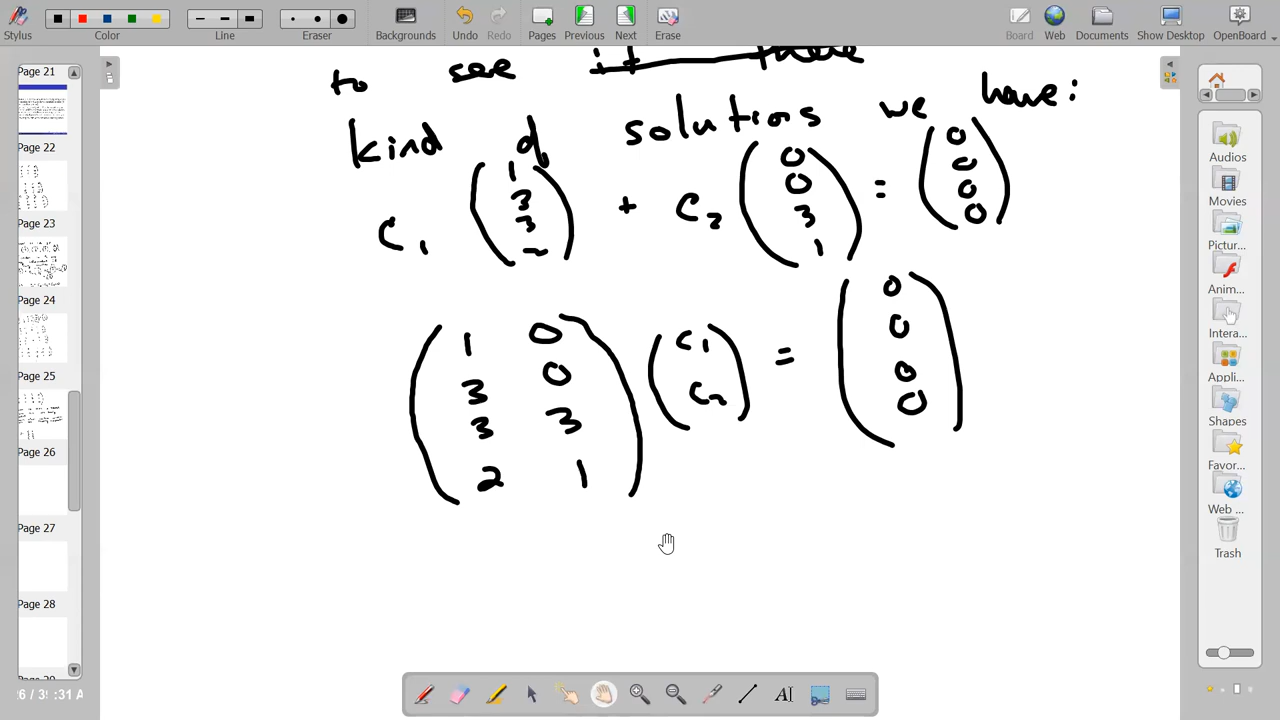 Stylus Color Line Eraser Backgrounds Undo Redo Pages Previous Next Erase Board Web Documents Show Desktop OpenBoard
Page 21
Page 22
Page 23
Page 24
Page 25
Page 26
Page 27
Page 28
to see if there
kind of solutions we have:
c1 (1 3 3 2) + c2 (0 0 3 1) = (0 0 0 0)
(1 0
3 0
3 3
2 1) (c1 c2) = (0 0 0 0)
Audios
Movies
Pictur...
Anim...
Intera...
Appli...
Shapes
Favor...
Web ...
Trash